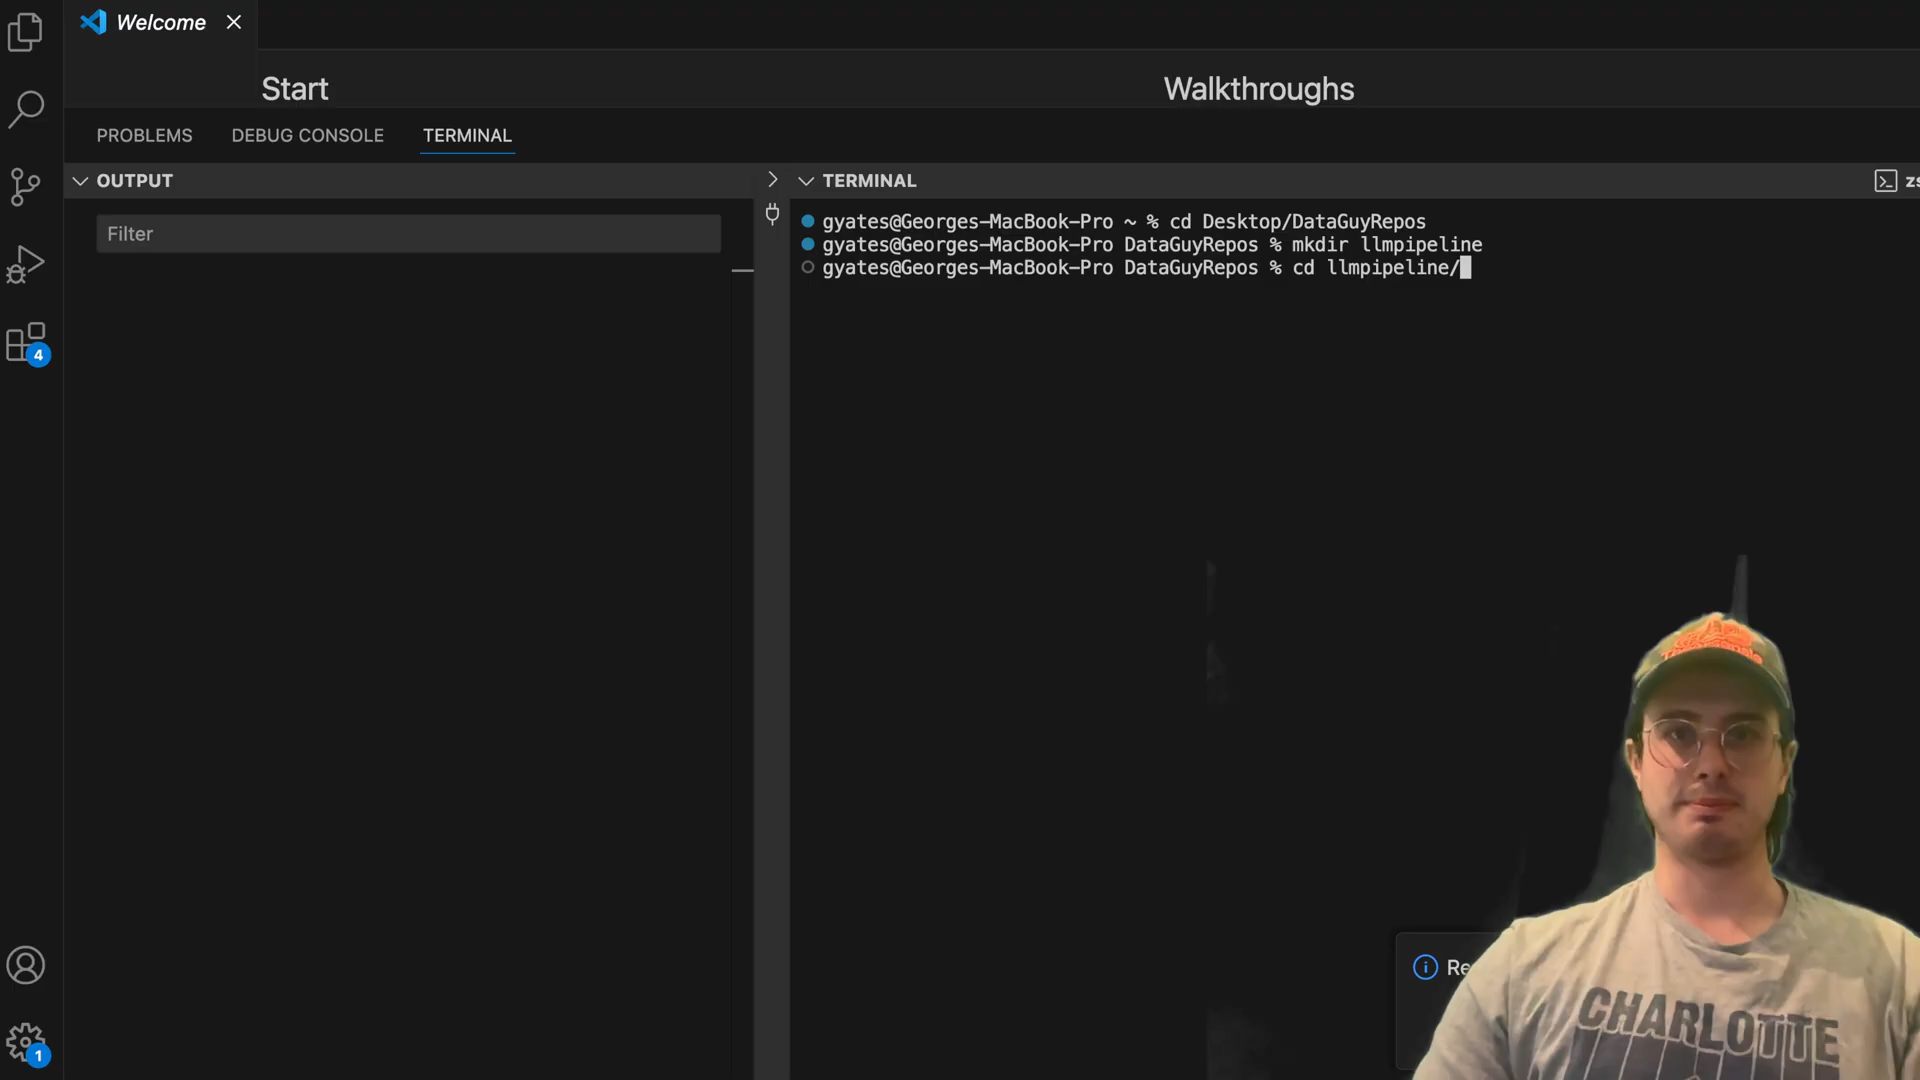 Welcome
Start
Walkthroughs
PROBLEMS
DEBUG CONSOLE
TERMINAL
OUTPUT
Filter
TERMINAL
gyates@Georges-MacBook-Pro ~ % cd Desktop/DataGuyRepos
gyates@Georges-MacBook-Pro DataGuyRepos % mkdir llmpipeline
gyates@Georges-MacBook-Pro DataGuyRepos % cd llmpipeline/
4
1
CHARLOTTE